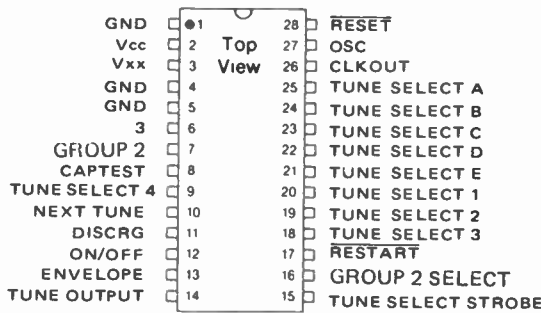 GND 1 28 RESET
Vcc 2 Top 27 OSC
Vxx 3 View 26 CLKOUT
GND 4 25 TUNE SELECT A
GND 5 24 TUNE SELECT B
3 6 23 TUNE SELECT C
GROUP 2 7 22 TUNE SELECT D
CAPTEST 8 21 TUNE SELECT E
TUNE SELECT 4 9 20 TUNE SELECT 1
NEXT TUNE 10 19 TUNE SELECT 2
DISCRG 11 18 TUNE SELECT 3
ON/OFF 12 17 RESTART
ENVELOPE 13 16 GROUP 2 SELECT
TUNE OUTPUT 14 15 TUNE SELECT STROBE